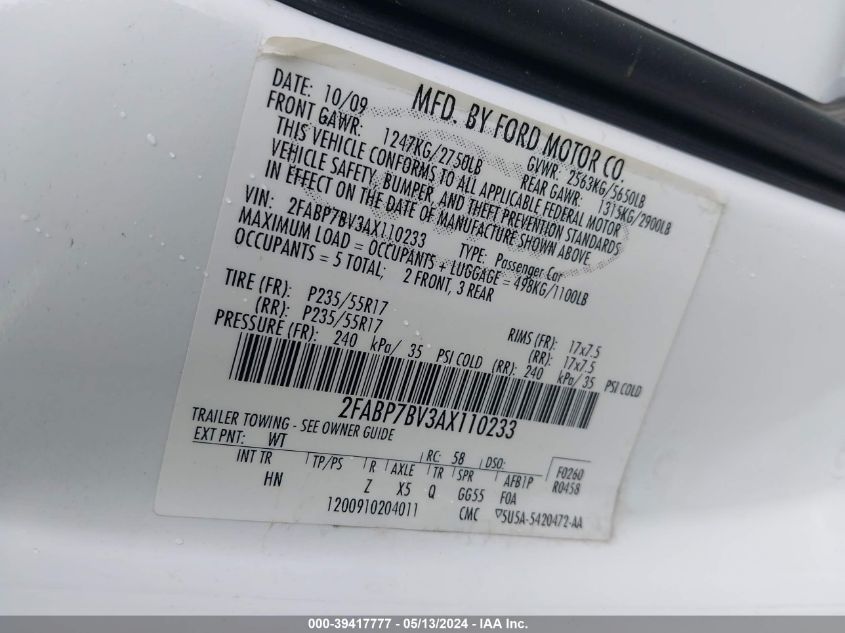 MFD. BY FORD MOTOR CO.
DATE: 10/09 GVWR: 2563KG/5650LB
FRONT GAWR: 1247KG/2750LB REAR GAWR: 1315KG/2900LB
THIS VEHICLE CONFORMS TO ALL APPLICABLE FEDERAL MOTOR
VEHICLE SAFETY, BUMPER, AND THEFT PREVENTION STANDARDS
IN EFFECT ON THE DATE OF MANUFACTURE SHOWN ABOVE.
VIN: 2FABP7BV3AX110233 TYPE: Passenger Car
MAXIMUM LOAD = OCCUPANTS + LUGGAGE = 498KG/1100LB
OCCUPANTS = 5 TOTAL; 2 FRONT, 3 REAR
TIRE (FR): P235/55R17 RIMS (FR): 17x7.5
(RR): P235/55R17 (RR): 17x7.5
PRESSURE (FR): 240 kPa/ 35 PSI COLD (RR): 240 kPa/ 35 PSI COLD
2FABP7BV3AX110233
TRAILER TOWING - SEE OWNER GUIDE
EXT PNT: WT RC: 58 DSO: F0260
INT TR TP/PS R AXLE TR SPR AFB1P R0458
HN Z X5 Q GG55 FOA
1200910204011 CMC ▽5U5A-5420472-AA
000-39417777 - 05/13/2024 - IAA Inc.